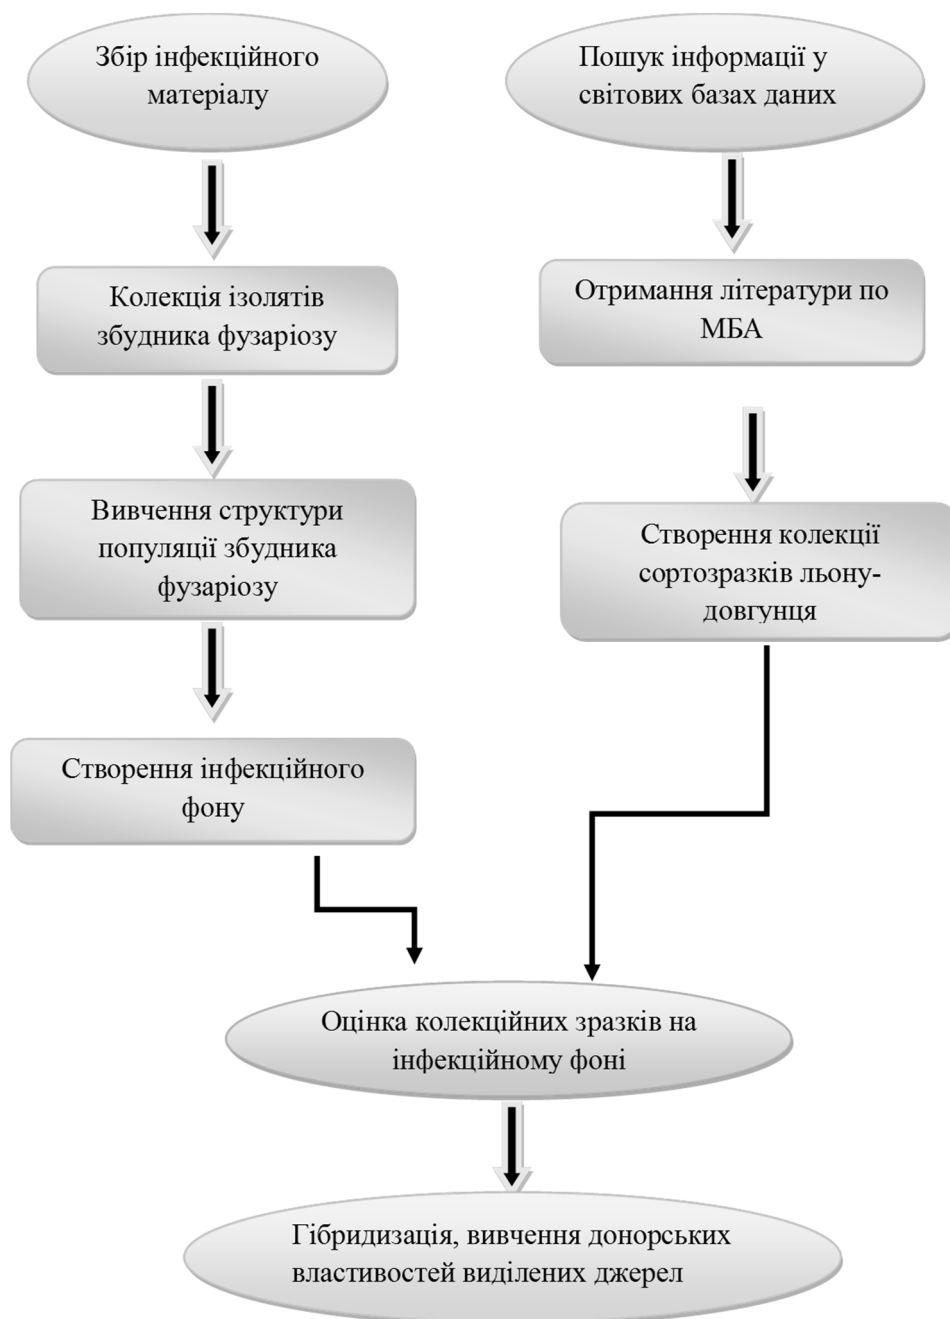 Збір інфекційного
матеріалу
Пошук інформації у
світових базах даних
Колекція ізолятів
збудника фузаріозу
Отримання літератури по
МБА
Вивчення структури
популяції збудника
фузаріозу
Створення колекції
сортозразків льону-
довгунця
Створення інфекційного
фону
Оцінка колекційних зразків на
інфекційному фоні
Гібридизація, вивчення донорських
властивостей виділених джерел